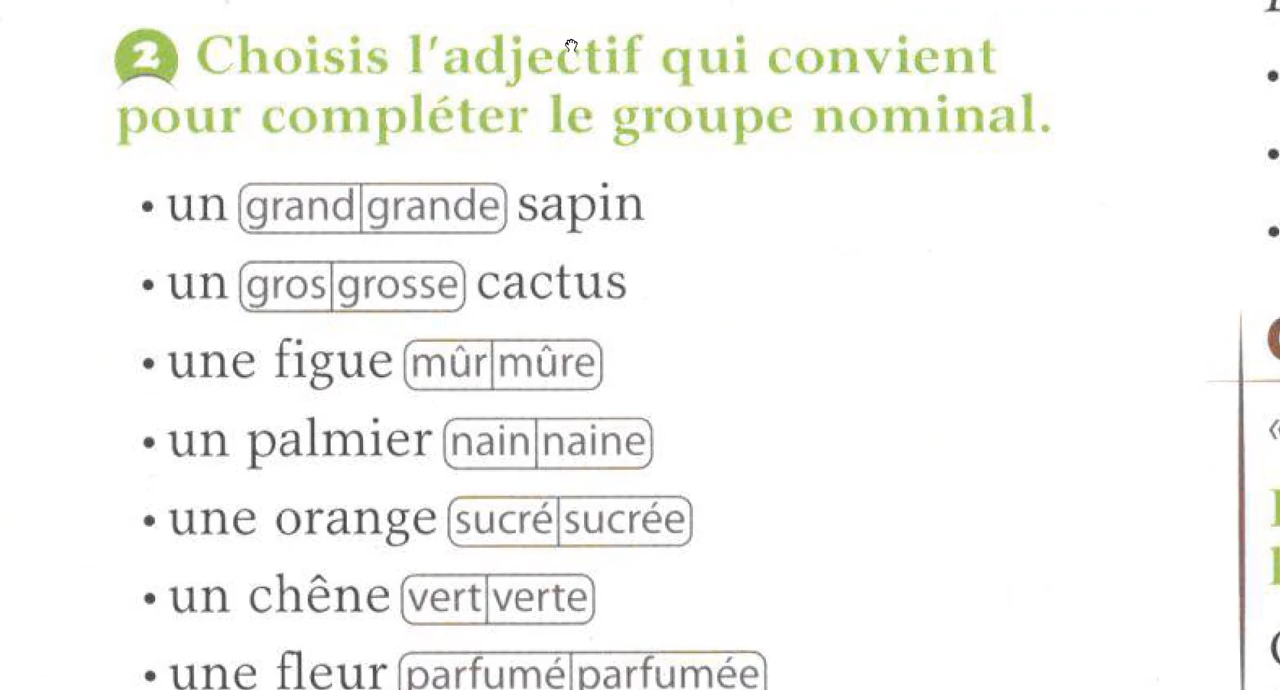 2 Choisis l'adjectif qui convient
pour compléter le groupe nominal.
• un grand|grande sapin
• un gros|grosse cactus
• une figue mûr|mûre
• un palmier nain|naine
• une orange sucré|sucrée
• un chêne vert|verte
• une fleur parfumé|parfumée
«